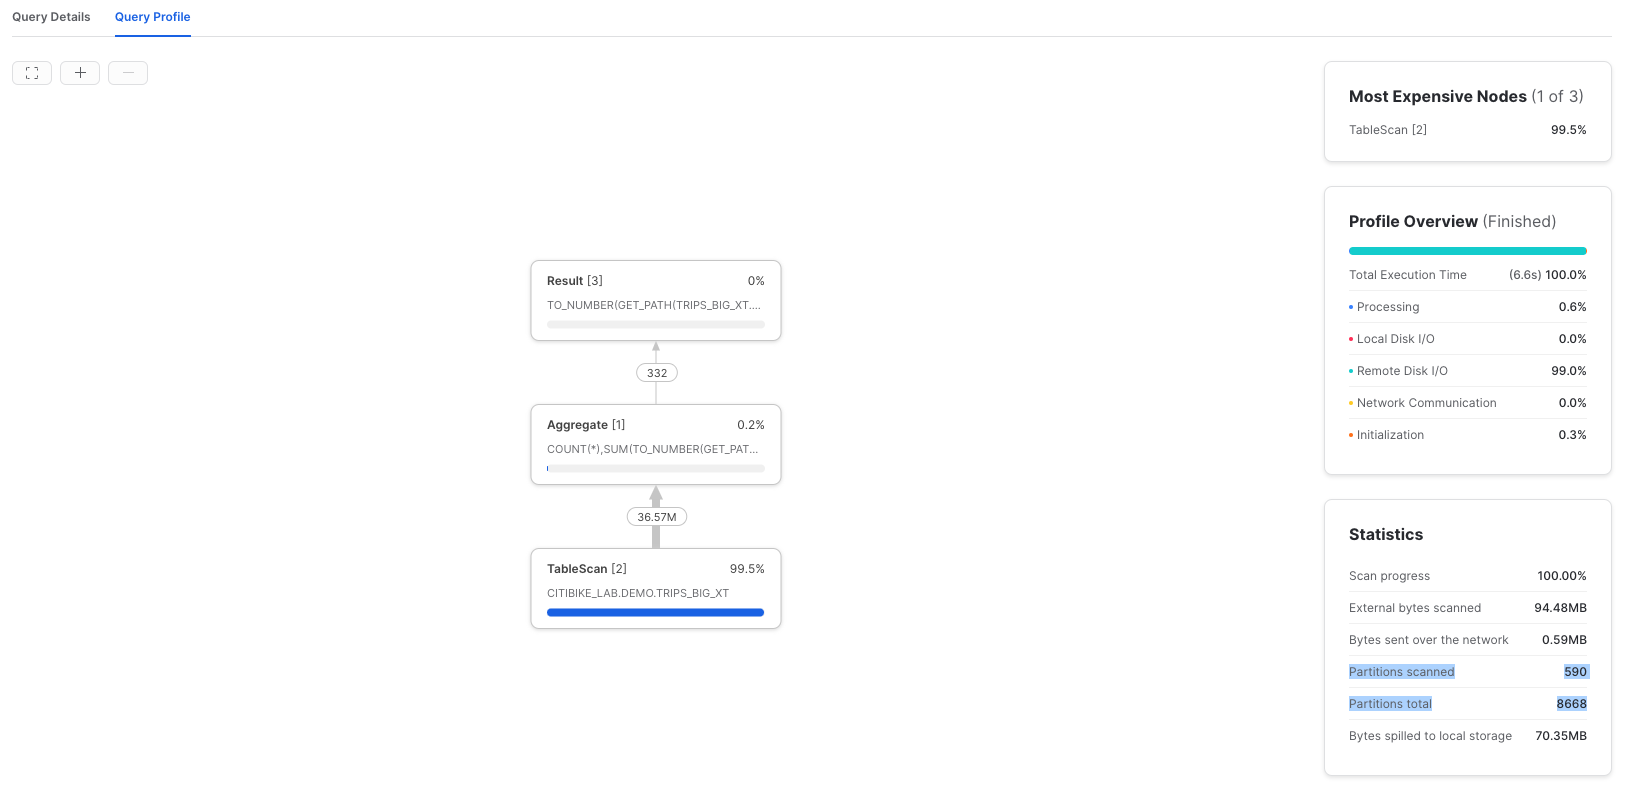 Query Details Query Profile
Most Expensive Nodes (1 of 3)
TableScan [2] 99.5%
Profile Overview (Finished)
Total Execution Time (6.6s) 100.0%
Processing 0.6%
Local Disk I/O 0.0%
Remote Disk I/O 99.0%
Network Communication 0.0%
Initialization 0.3%
Statistics
Scan progress 100.00%
External bytes scanned 94.48MB
Bytes sent over the network 0.59MB
Partitions scanned 590
Partitions total 8668
Bytes spilled to local storage 70.35MB
Result [3] 0%
TO_NUMBER(GET_PATH(TRIPS_BIG_XT....
332
Aggregate [1] 0.2%
COUNT(*),SUM(TO_NUMBER(GET_PAT...
36.57M
TableScan [2] 99.5%
CITIBIKE_LAB.DEMO.TRIPS_BIG_XT